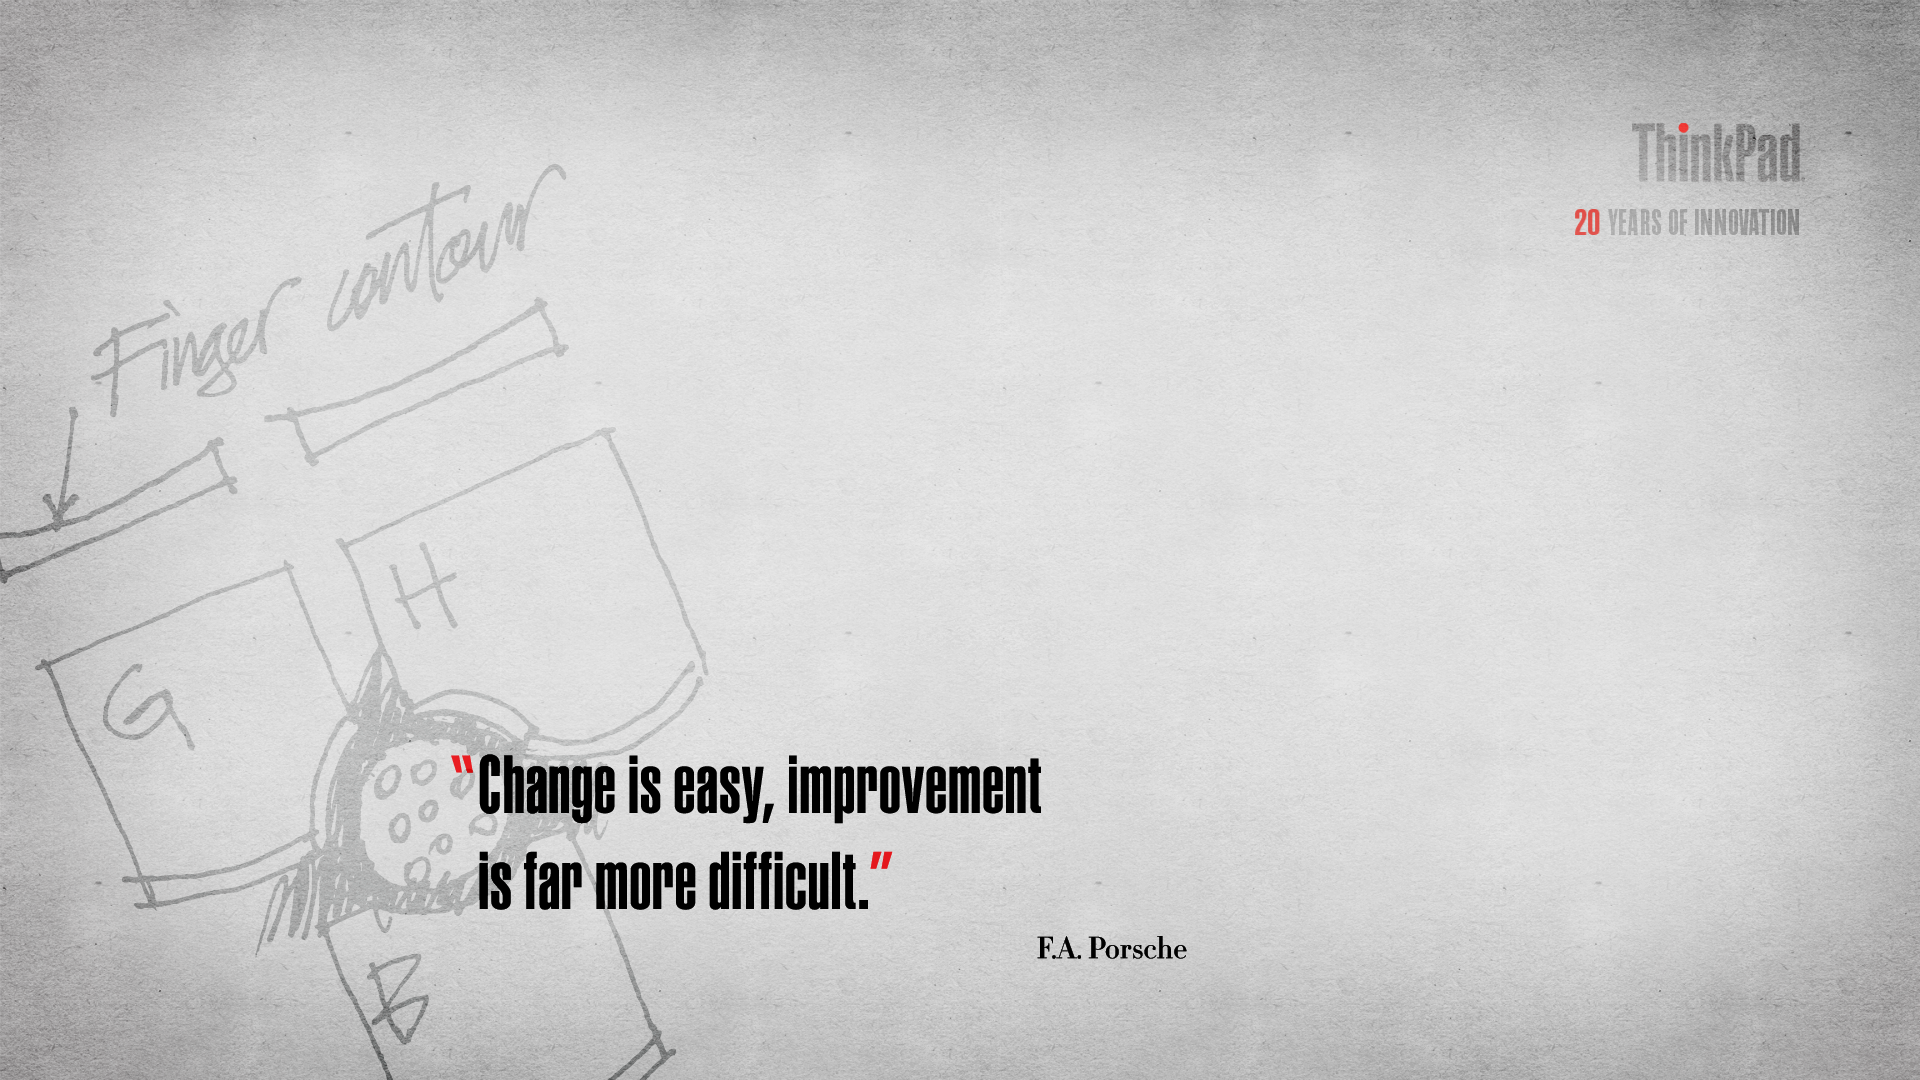 ThinkPad
20 YEARS OF INNOVATION
Finger contour
H
G
“Change is easy, improvement
is far more difficult.”
F.A. Porsche
B